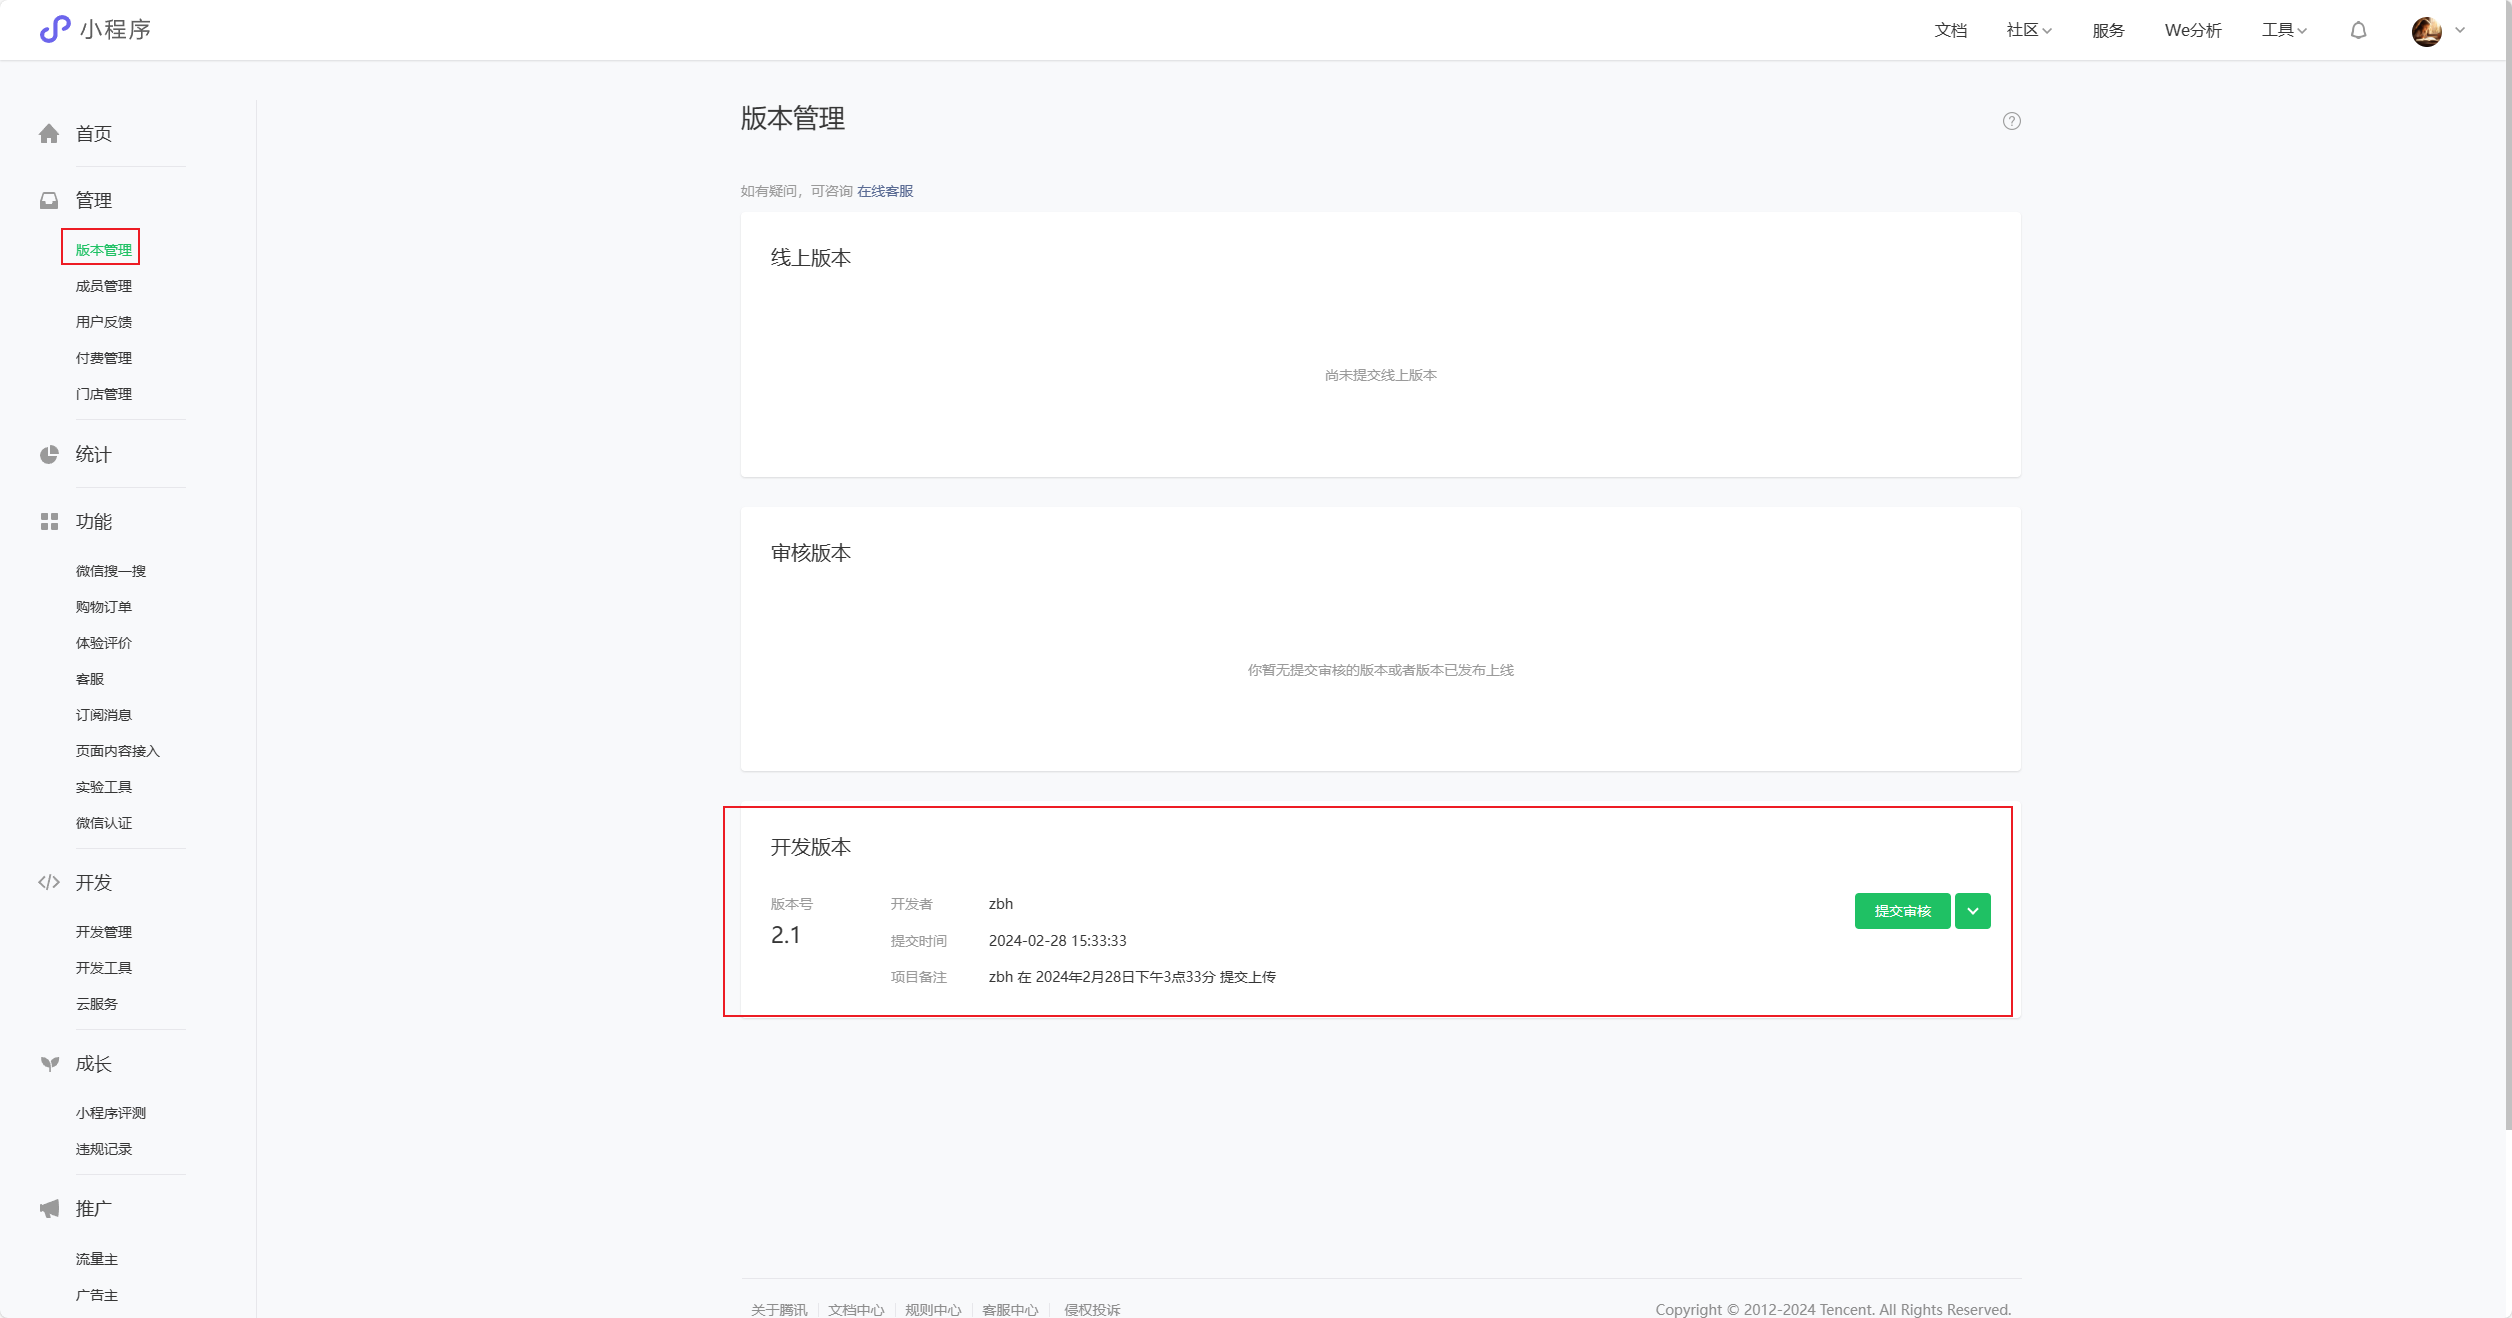 小程序
文档 社区 服务 We分析 工具
首页
管理
版本管理
成员管理
用户反馈
付费管理
门店管理
统计
功能
微信搜一搜
购物订单
体验评价
客服
订阅消息
页面内容接入
实验工具
微信认证
开发
开发管理
开发工具
云服务
成长
小程序评测
违规记录
推广
流量主
广告主
版本管理
如有疑问，可咨询 在线客服
线上版本
尚未提交线上版本
审核版本
你暂无提交审核的版本或者版本已发布上线
开发版本
版本号
2.1
开发者 zbh
提交时间 2024-02-28 15:33:33
项目备注 zbh 在 2024年2月28日下午3点33分 提交上传
提交审核
关于腾讯 文档中心 规则中心 客服中心 侵权投诉
Copyright © 2012-2024 Tencent. All Rights Reserved.